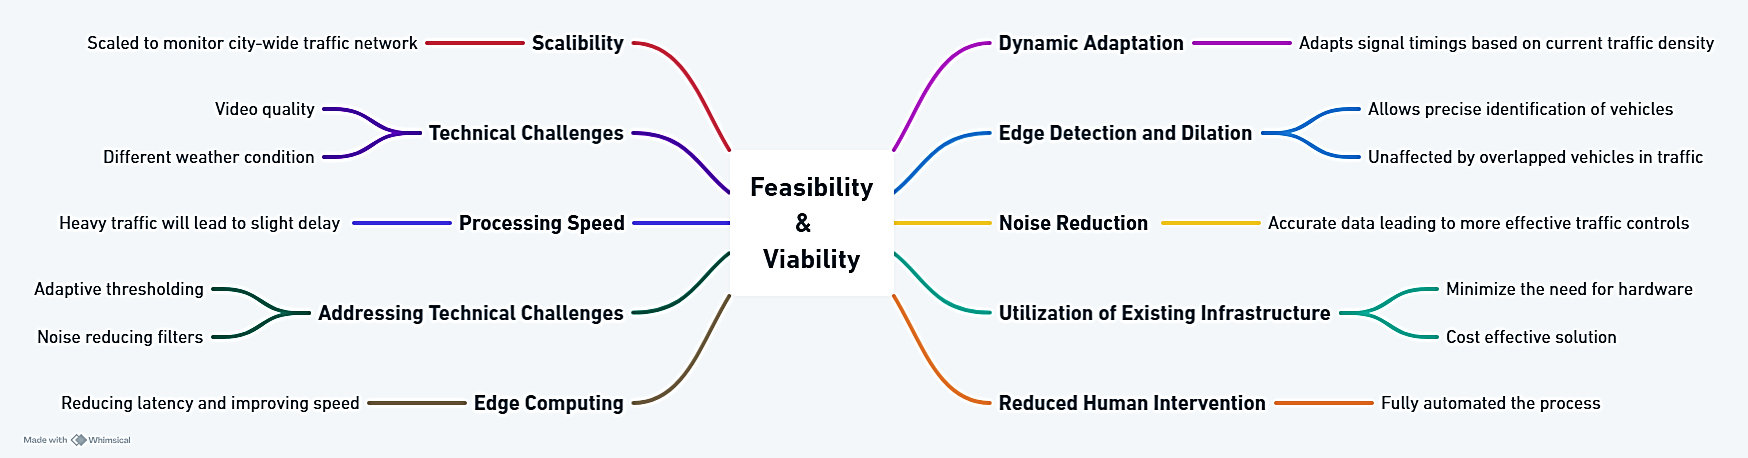 Feasibility
&
Viability
Scalibility
Scaled to monitor city-wide traffic network
Technical Challenges
Video quality
Different weather condition
Processing Speed
Heavy traffic will lead to slight delay
Addressing Technical Challenges
Adaptive thresholding
Noise reducing filters
Edge Computing
Reducing latency and improving speed
Dynamic Adaptation
Adapts signal timings based on current traffic density
Edge Detection and Dilation
Allows precise identification of vehicles
Unaffected by overlapped vehicles in traffic
Noise Reduction
Accurate data leading to more effective traffic controls
Utilization of Existing Infrastructure
Minimize the need for hardware
Cost effective solution
Reduced Human Intervention
Fully automated the process
Made with Whimsical